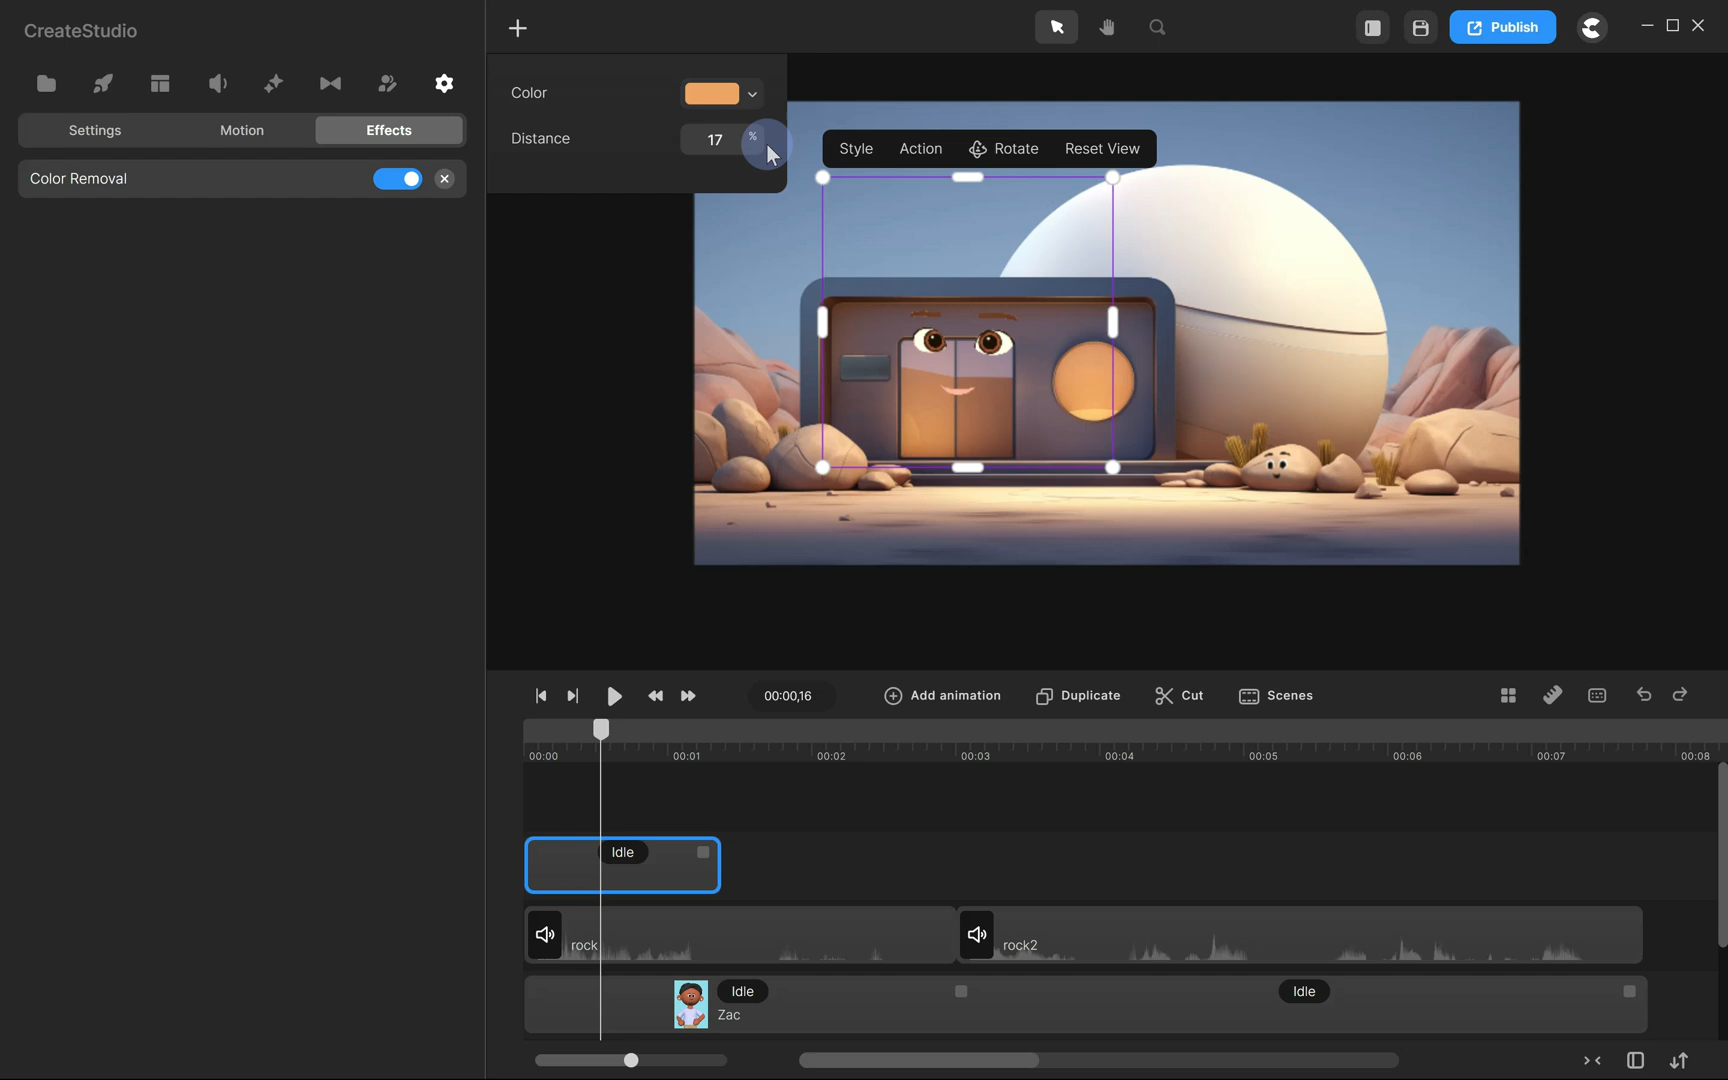 CreateStudio
Publish
Settings
Motion
Effects
Color Removal
Color
Distance
17 %
Style
Action
Rotate
Reset View
00:00,16
Add animation
Duplicate
Cut
Scenes
00:00
00:01
00:02
00:03
00:04
00:05
00:06
00:07
00:08
Idle
rock
rock2
Idle
Idle
Zac